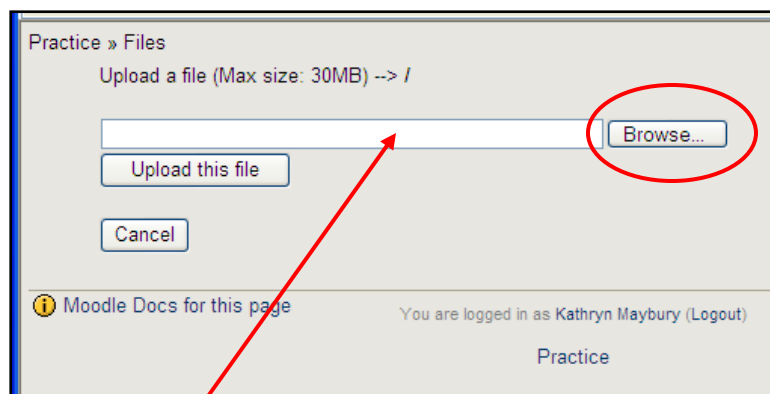 Practice » Files
Upload a file (Max size: 30MB) --> /
Browse...
Upload this file
Cancel
Moodle Docs for this page
You are logged in as Kathryn Maybury (Logout)
Practice